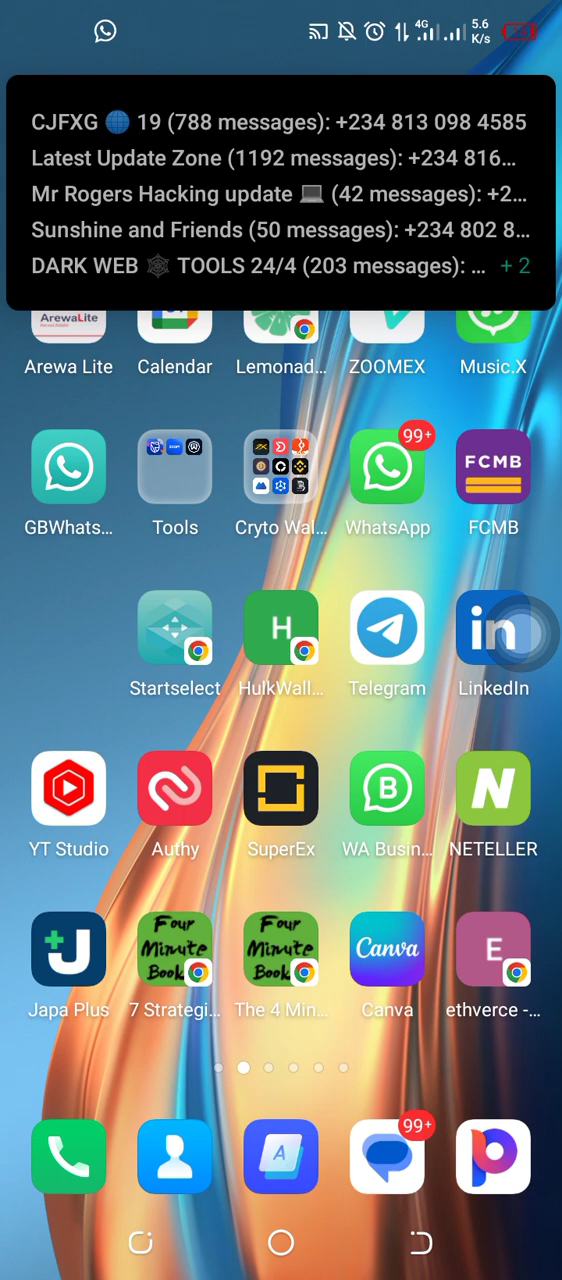 4G 5.6
K/s
CJFXG 🌐 19 (788 messages): +234 813 098 4585
Latest Update Zone (1192 messages): +234 816...
Mr Rogers Hacking update 💻 (42 messages): +2...
Sunshine and Friends (50 messages): +234 802 8...
DARK WEB 🕸 TOOLS 24/4 (203 messages): ... + 2
ArewaLite
Arewa Lite Calendar Lemonad... ZOOMEX Music.X
99+
FCMB
GBWhats... Tools Cryto Wal... WhatsApp FCMB
H in
Startselect HulkWall... Telegram LinkedIn
B N
YT Studio Authy SuperEx WA Busin... NETELLER
Four Minute Books Four Minute Books Canva E
Japa Plus 7 Strategi... The 4 Min... Canva ethverce -...
99+
A